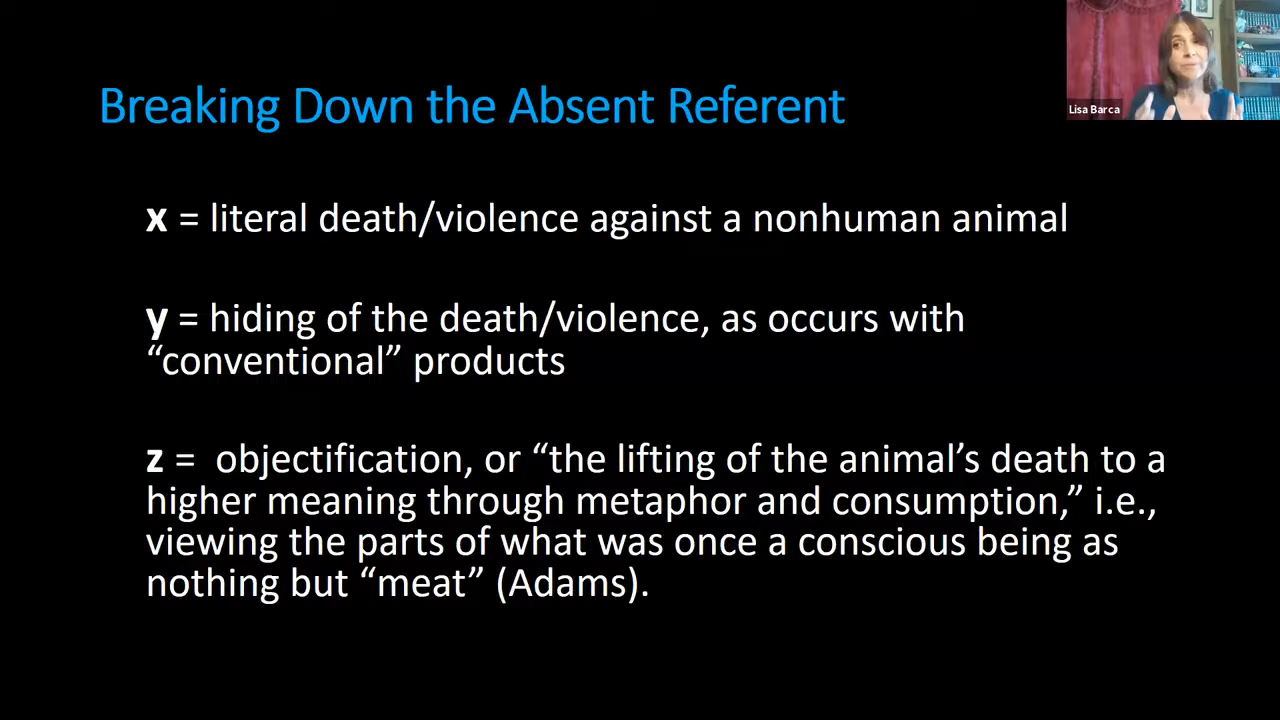 Breaking Down the Absent Referent
Lisa Barca
x = literal death/violence against a nonhuman animal
y = hiding of the death/violence, as occurs with
“conventional” products
z =  objectification, or “the lifting of the animal’s death to a
higher meaning through metaphor and consumption,” i.e.,
viewing the parts of what was once a conscious being as
nothing but “meat” (Adams).